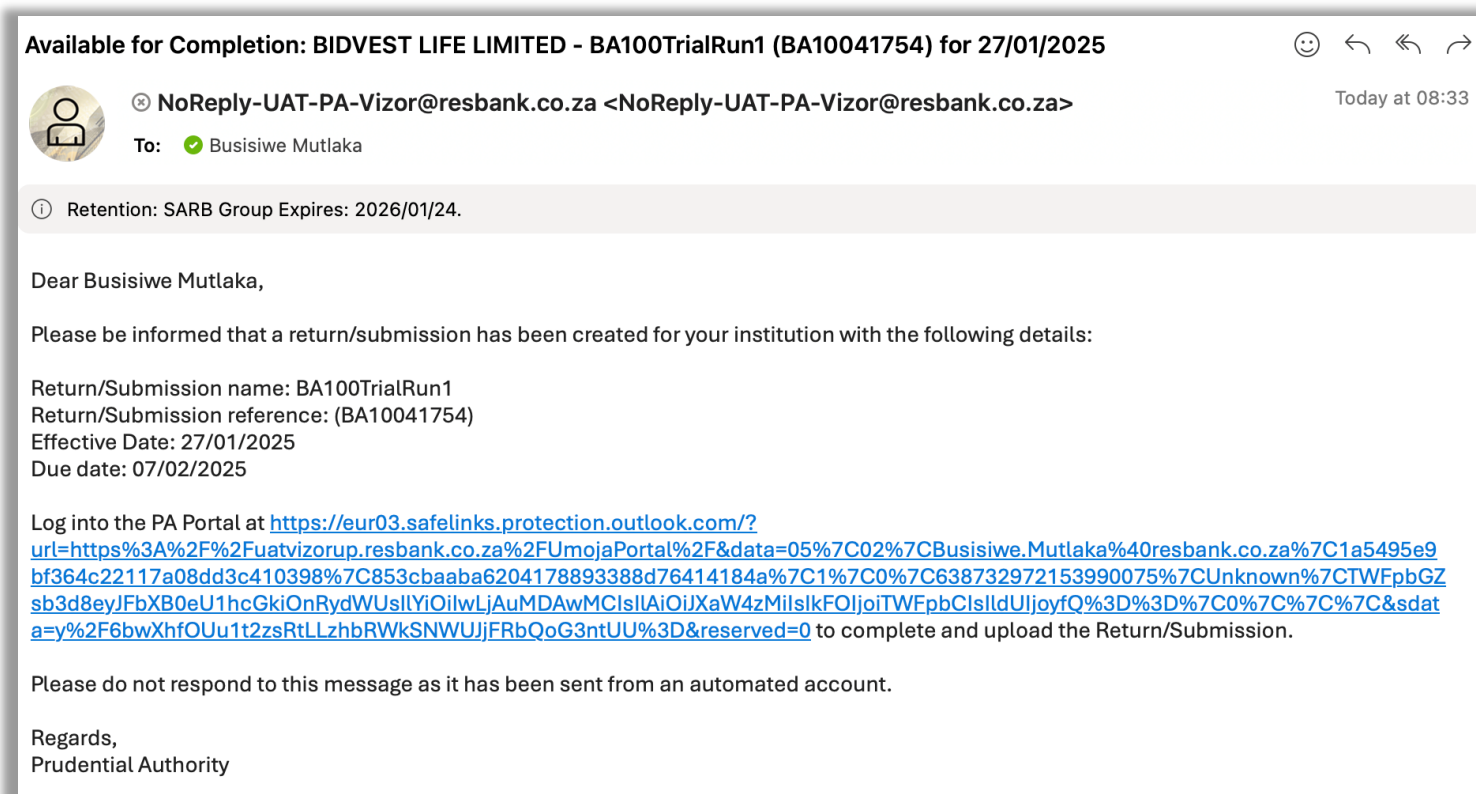 Available for Completion: BIDVEST LIFE LIMITED - BA100TrialRun1 (BA10041754) for 27/01/2025
NoReply-UAT-PA-Vizor@resbank.co.za <NoReply-UAT-PA-Vizor@resbank.co.za>
Today at 08:33
To: Busisiwe Mutlaka
Retention: SARB Group Expires: 2026/01/24.
Dear Busisiwe Mutlaka,
Please be informed that a return/submission has been created for your institution with the following details:
Return/Submission name: BA100TrialRun1
Return/Submission reference: (BA10041754)
Effective Date: 27/01/2025
Due date: 07/02/2025
Log into the PA Portal at https://eur03.safelinks.protection.outlook.com/?
url=https%3A%2F%2Fuatvizorup.resbank.co.za%2FUmojaPortal%2F&data=05%7C02%7CBusisiwe.Mutlaka%40resbank.co.za%7C1a5495e9
bf364c22117a08dd3c410398%7C853cbaaba6204178893388d76414184a%7C1%7C0%7C638732972153990075%7CUnknown%7CTWFpbGZ
sb3d8eyJFbXB0eU1hcGkiOnRydWUsIlYiOiIwLjAuMDAwMCIsIlAiOiJXaW4zMiIsIkFOIjoiTWFpbCIsIldUIjoyfQ%3D%3D%7C0%7C%7C%7C&sdat
a=y%2F6bwXhfOUu1t2zsRtLLzhbRWkSNWUJjFRbQoG3ntUU%3D&reserved=0 to complete and upload the Return/Submission.
Please do not respond to this message as it has been sent from an automated account.
Regards,
Prudential Authority